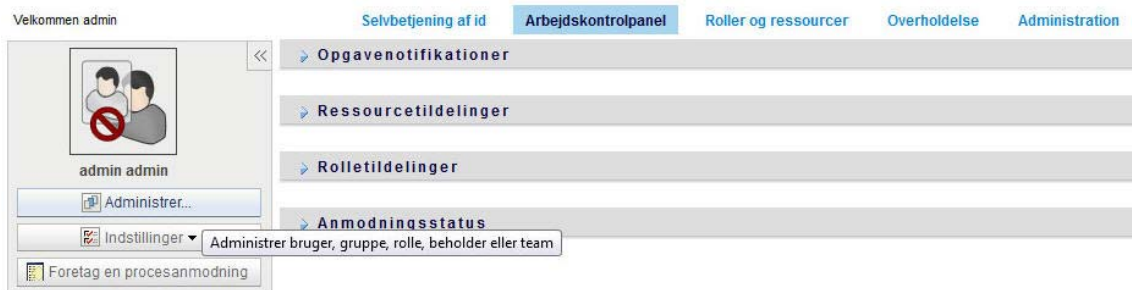 Velkommen admin
Selvbetjening af id Arbejdskontrolpanel Roller og ressourcer Overholdelse Administration
Opgavenotifikationer
Ressourcetildelinger
Rolletildelinger
admin admin
Administrer...
Anmodningsstatus
Indstillinger
Administrer bruger, gruppe, rolle, beholder eller team
Foretag en procesanmodning